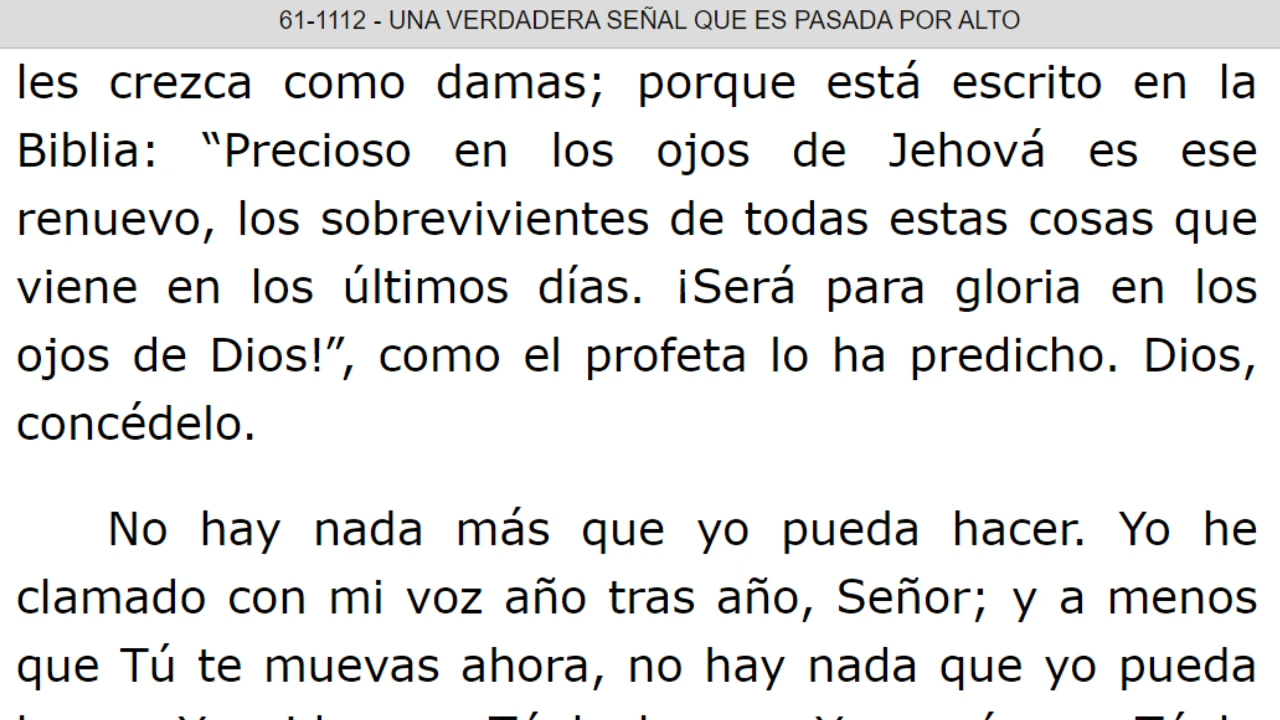 61-1112 - UNA VERDADERA SEÑAL QUE ES PASADA POR ALTO
les crezca como damas; porque está escrito en la
Biblia: “Precioso en los ojos de Jehová es ese
renuevo, los sobrevivientes de todas estas cosas que
viene en los últimos días. ¡Será para gloria en los
ojos de Dios!”, como el profeta lo ha predicho. Dios,
concédelo.
No hay nada más que yo pueda hacer. Yo he
clamado con mi voz año tras año, Señor; y a menos
que Tú te muevas ahora, no hay nada que yo pueda